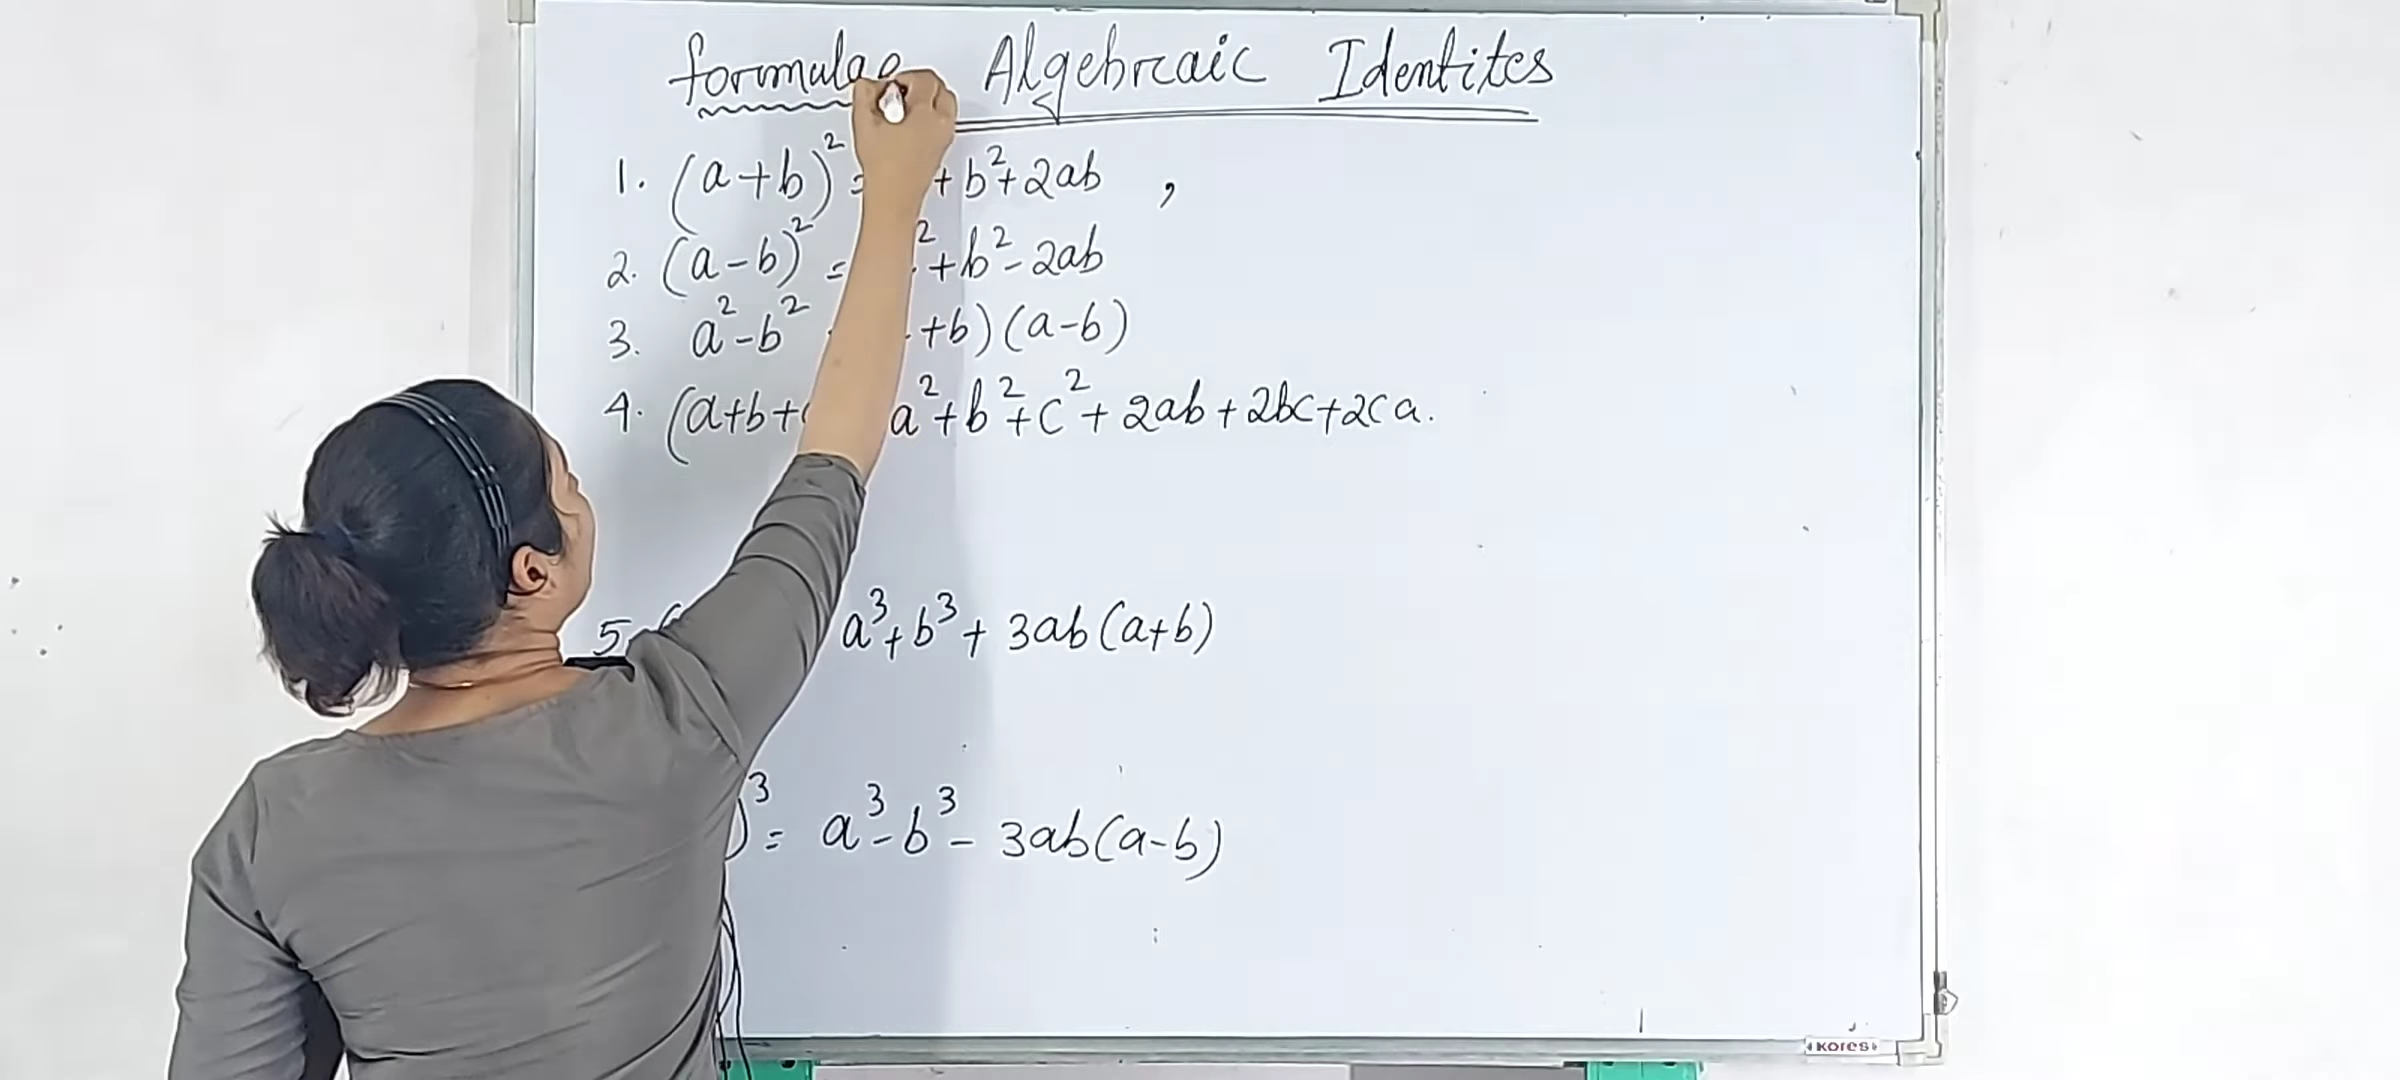 formulae Algebraic Identites
1. (a+b)² = + b² + 2ab ,
2. (a-b)² = ² + b² - 2ab
3. a² - b² +b) (a-b)
4. (a+b+ a² + b² + c² + 2ab + 2bc + 2ca.
5. ( a³ + b³ + 3ab (a+b)
)³ = a³ - b³ - 3ab (a-b)
KORES